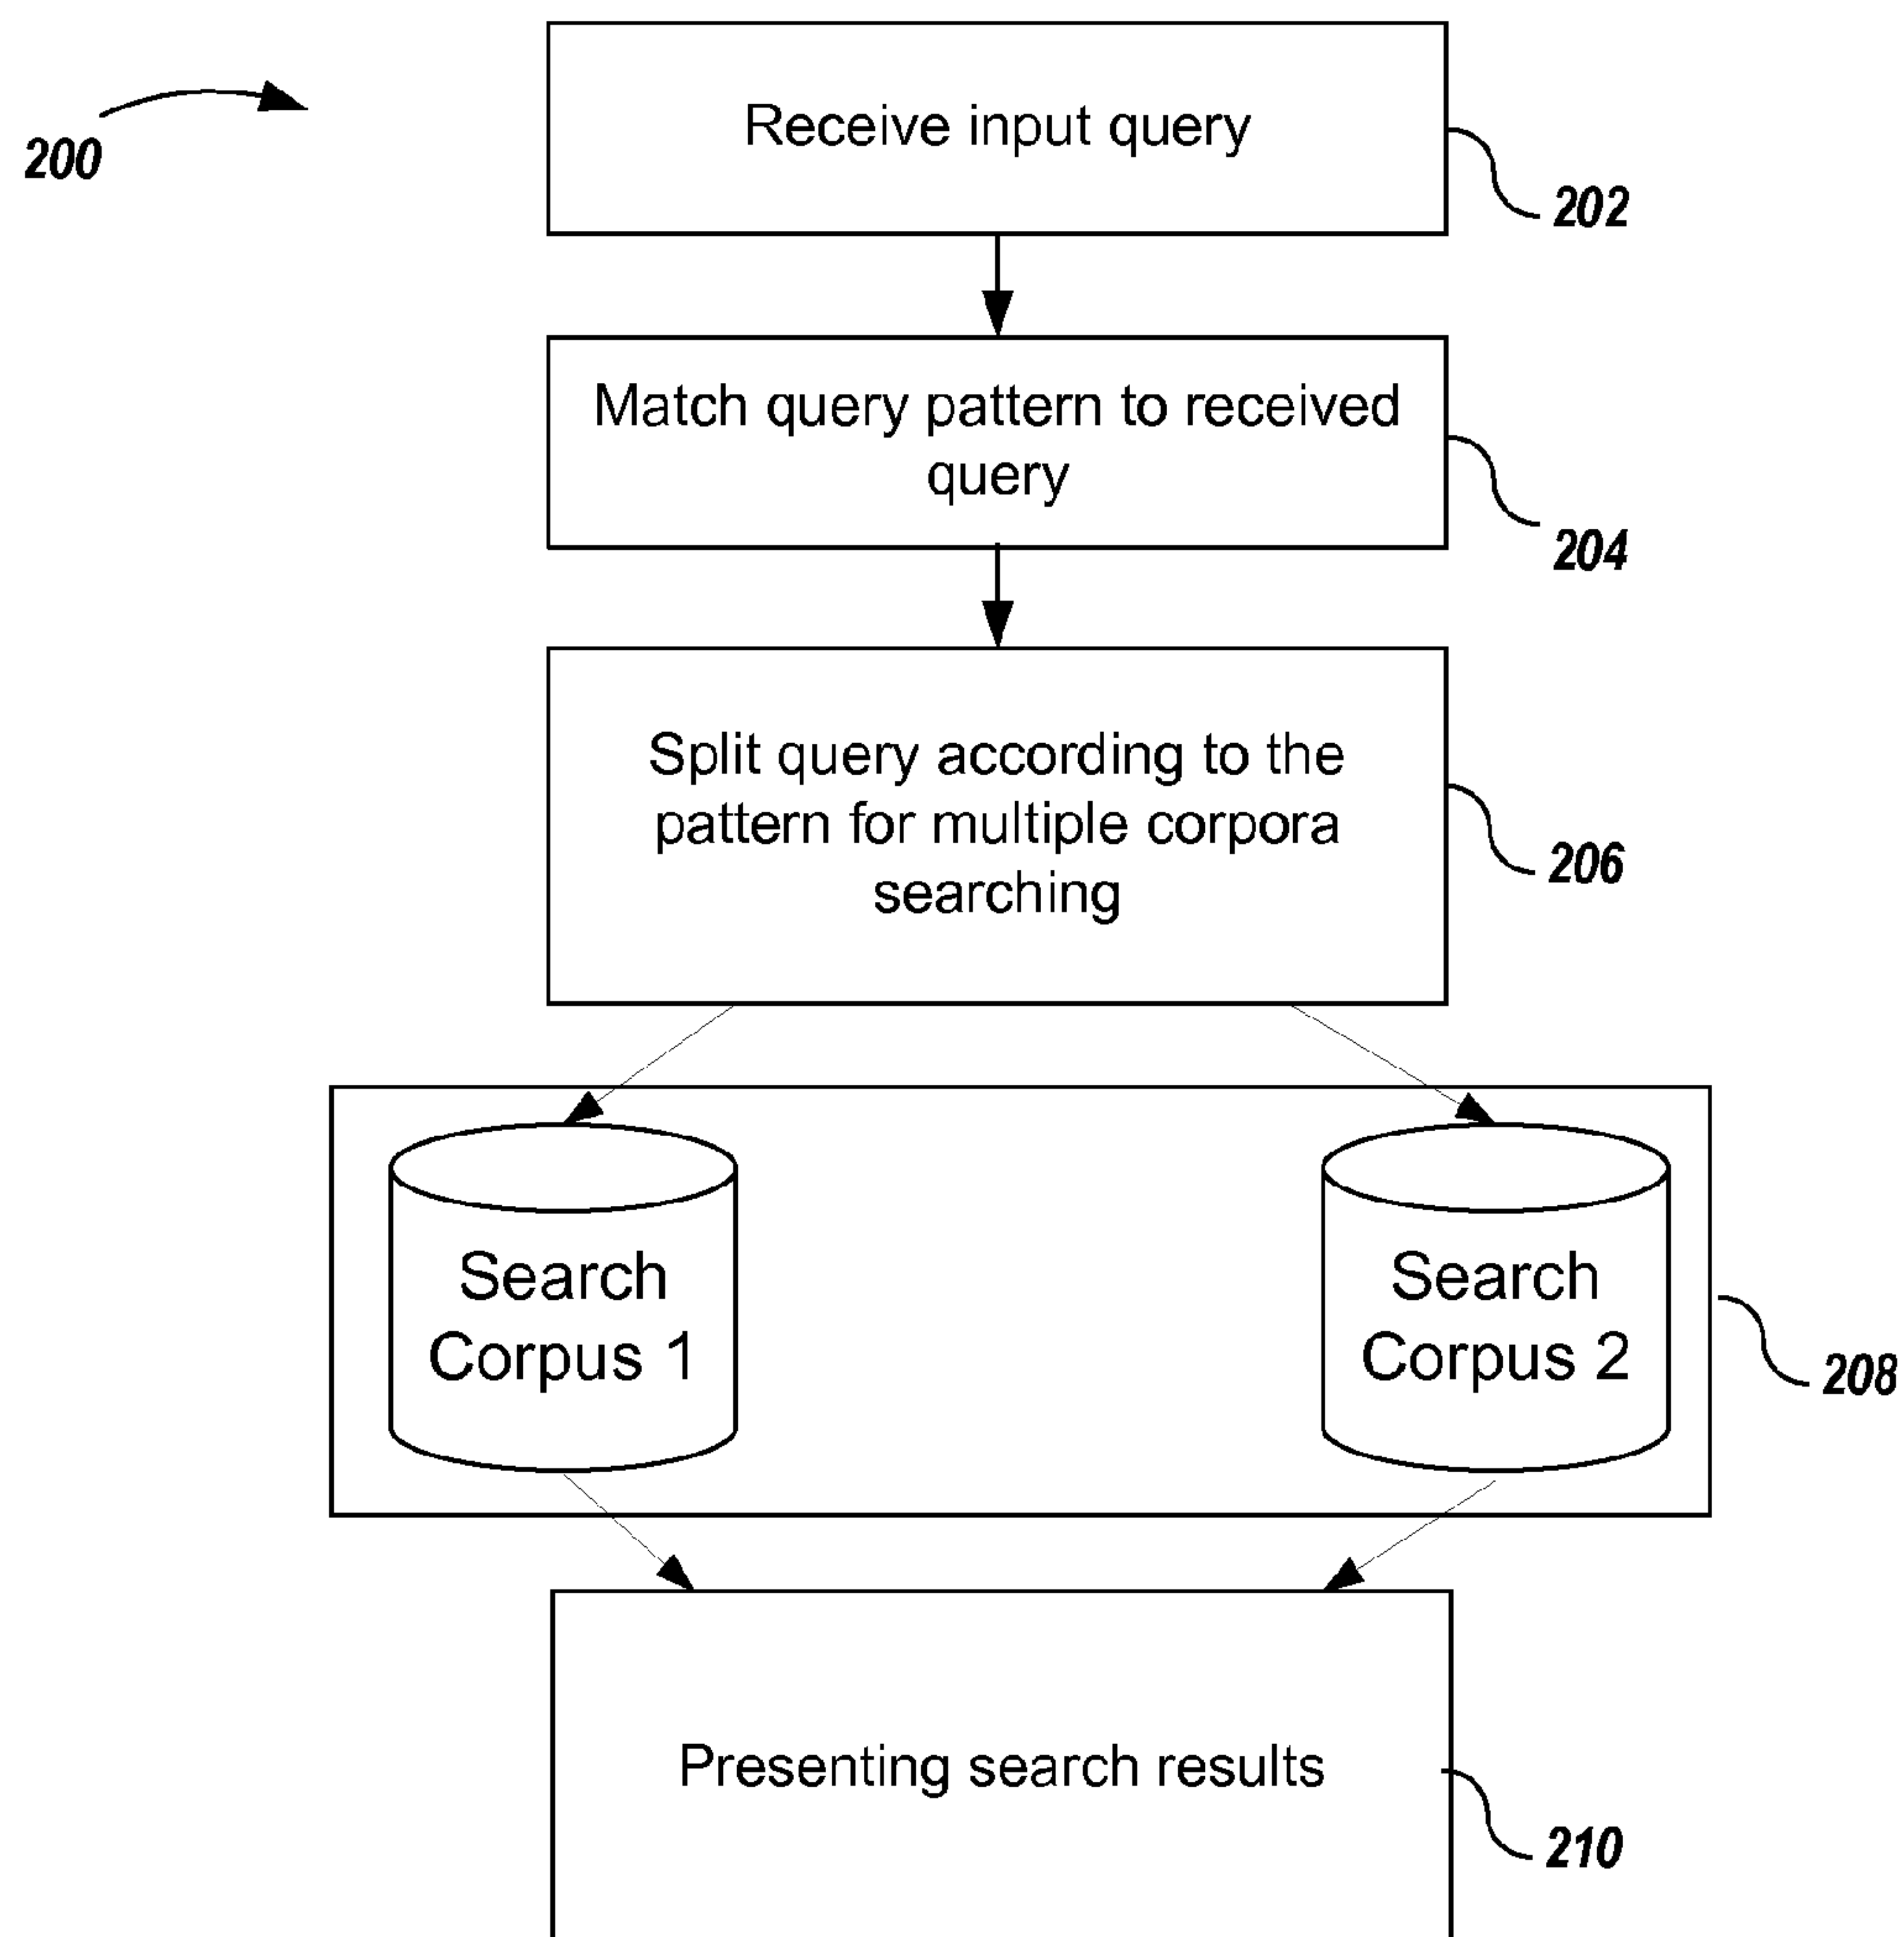 200
Receive input query
202
Match query pattern to received
query
204
Split query according to the
pattern for multiple corpora
searching
206
Search
Corpus 1
Search
Corpus 2
208
Presenting search results
210